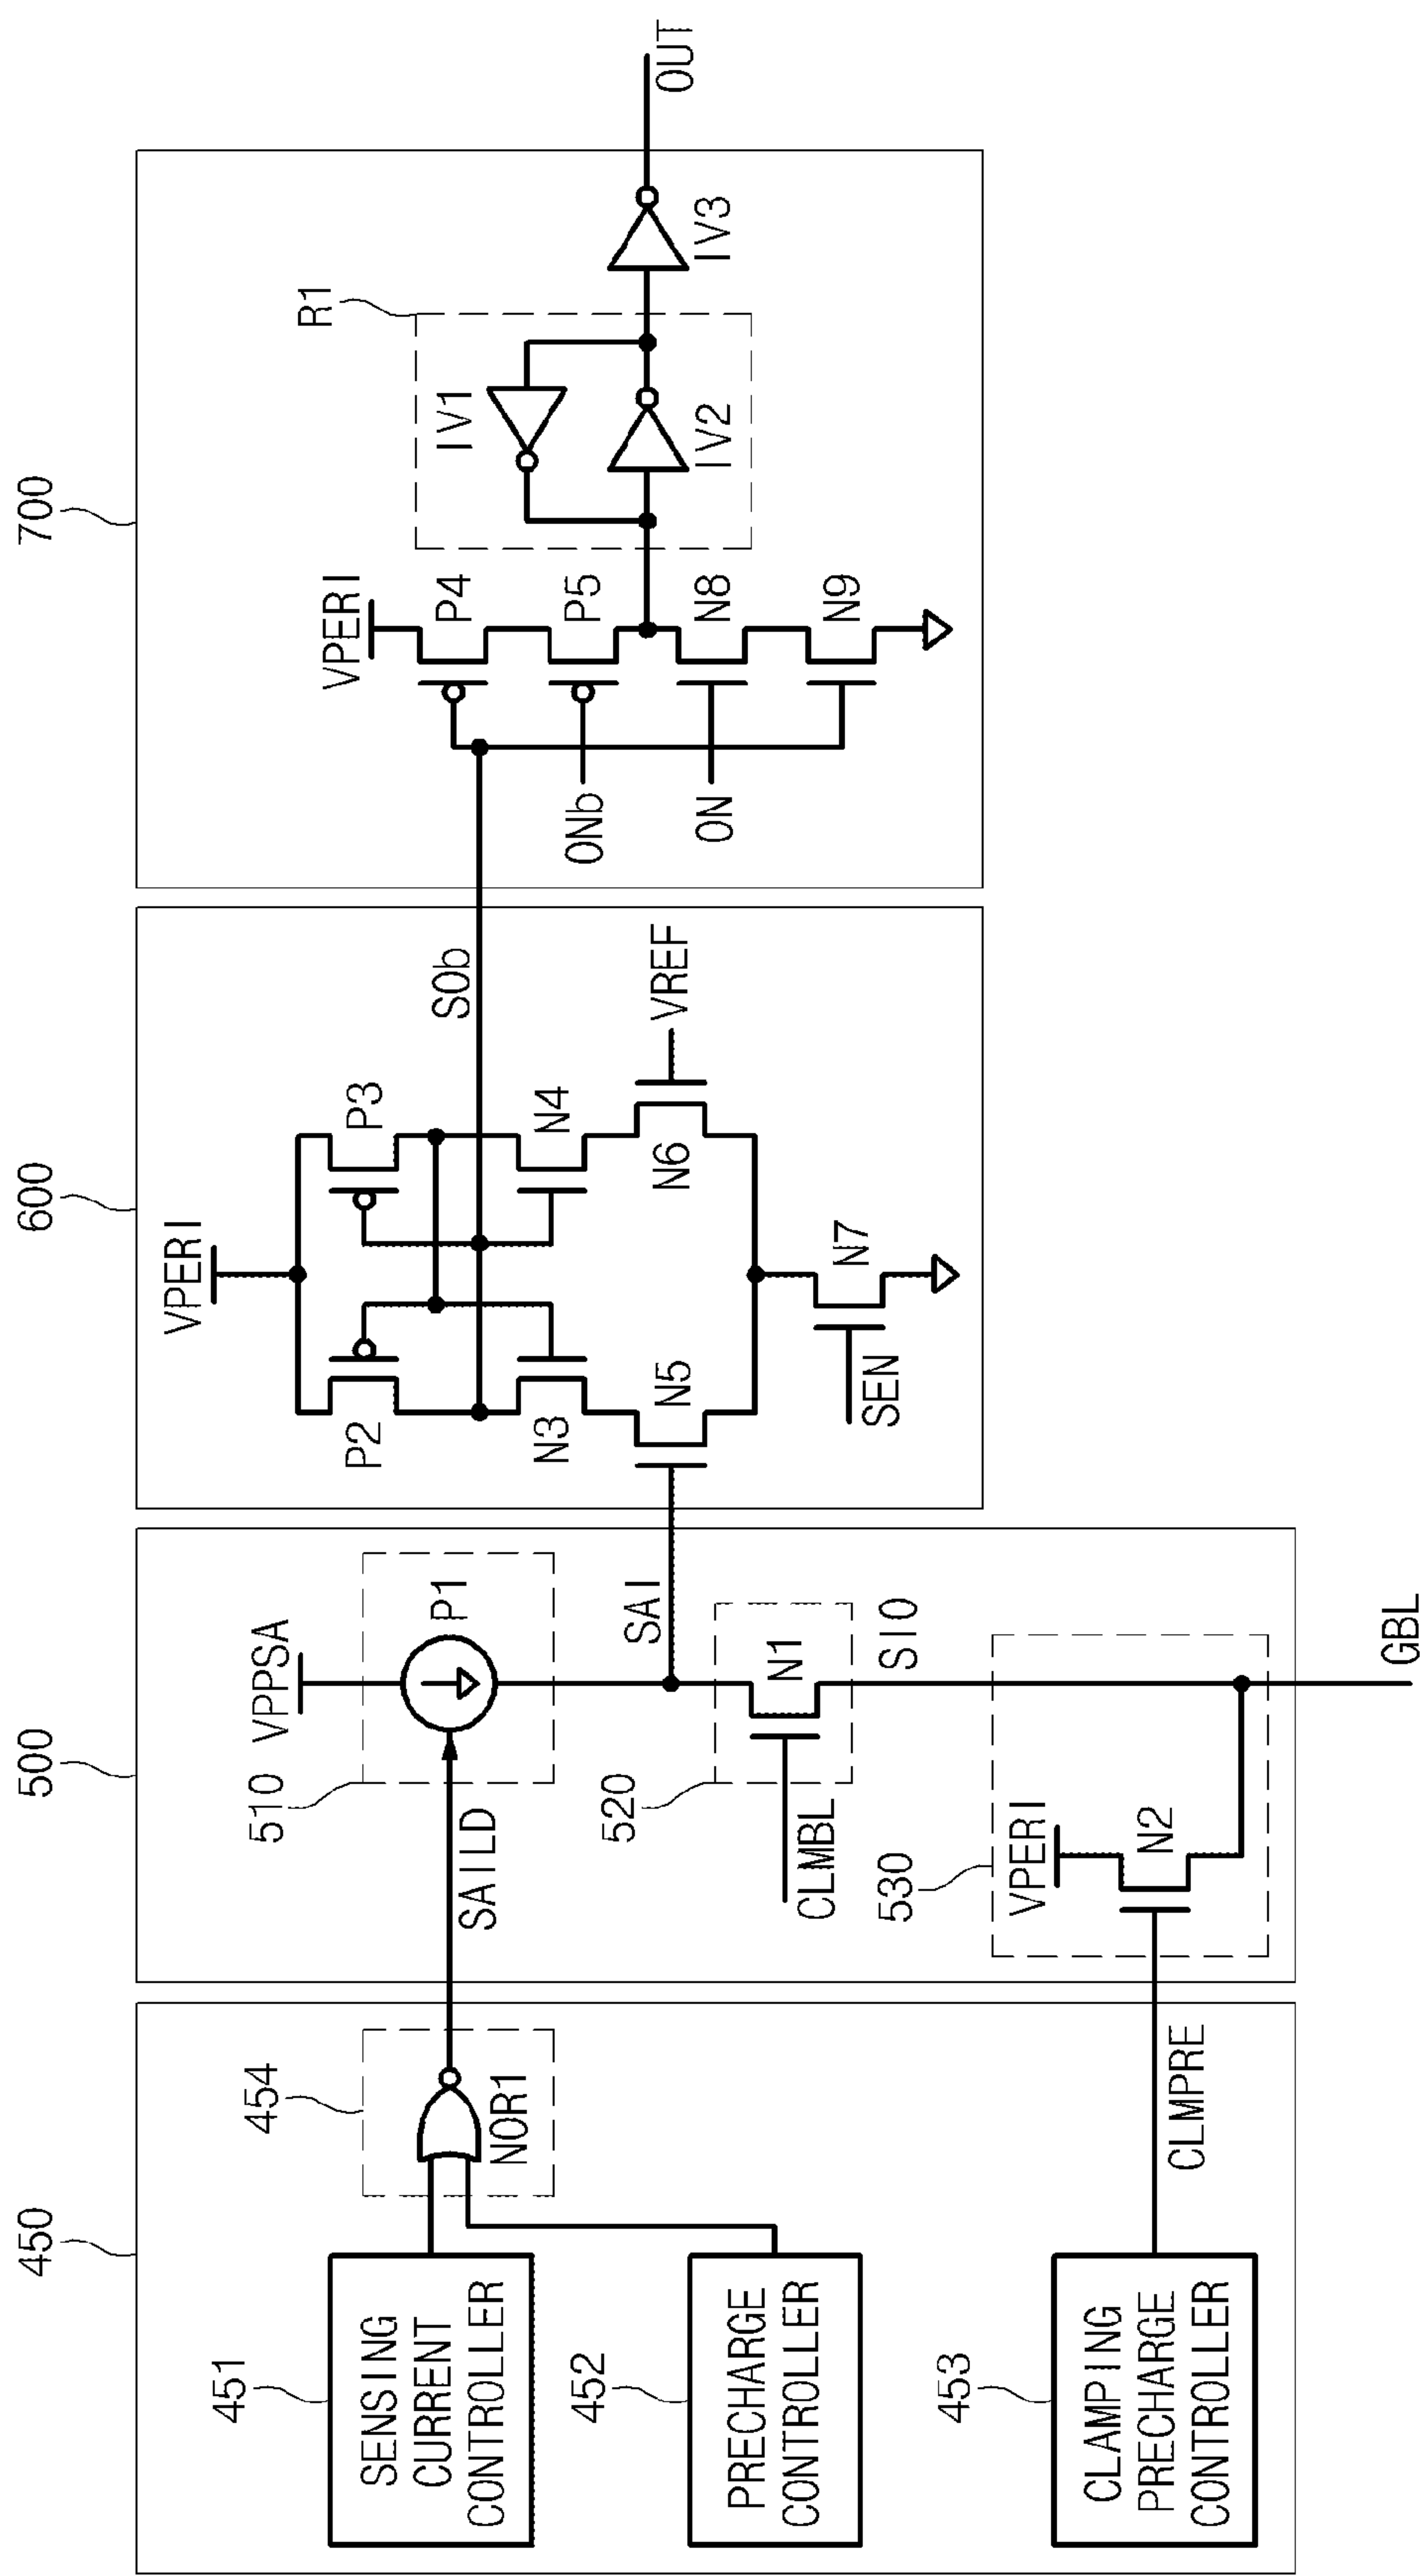 450
500
600
700
451
SENSING
CURRENT
CONTROLLER
452
PRECHARGE
CONTROLLER
453
CLAMPING
PRECHARGE
CONTROLLER
454
NOR1
SAILD
CLMPRE
510
VPPSA
P1
SAI
520
CLMBL
N1
SIO
530
VPERI
N2
GBL
VPERI
P2
P3
N3
N4
N5
N6
VREF
SEN
N7
SOb
VPERI
P4
P5
N8
N9
ONb
ON
R1
IV1
IV2
IV3
OUT